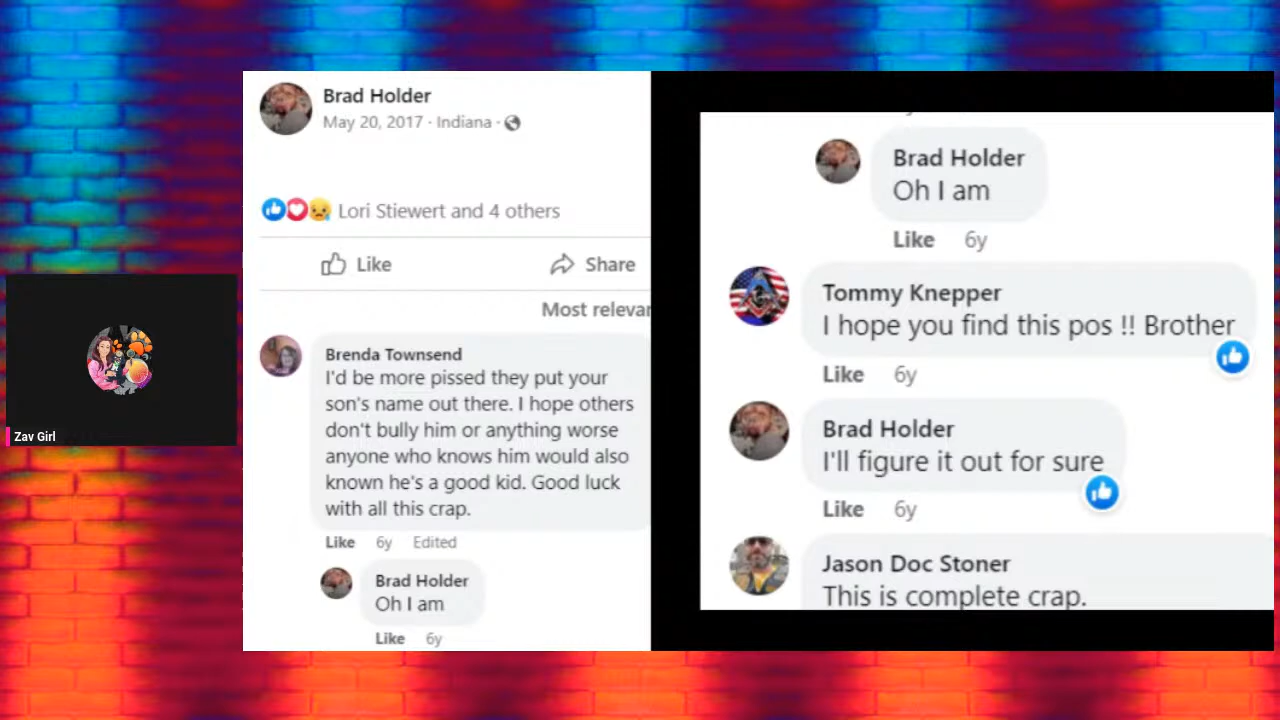 Brad Holder
May 20, 2017 · Indiana ·
Lori Stiewert and 4 others
Like
Share
Most relevan
Brenda Townsend
I'd be more pissed they put your
son's name out there. I hope others
don't bully him or anything worse
anyone who knows him would also
known he's a good kid. Good luck
with all this crap.
Like 6y Edited
Brad Holder
Oh I am
Like 6y
Brad Holder
Oh I am
Like 6y
Tommy Knepper
I hope you find this pos !! Brother
Like 6y
Brad Holder
I'll figure it out for sure
Like 6y
Jason Doc Stoner
This is complete crap.
Zav Girl